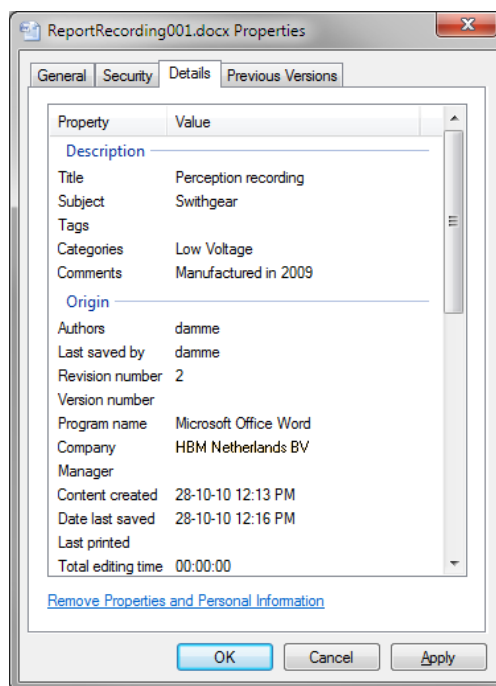 ReportRecording001.docx Properties
General Security Details Previous Versions
Property Value
Description
Title Perception recording
Subject Swithgear
Tags
Categories Low Voltage
Comments Manufactured in 2009
Origin
Authors damme
Last saved by damme
Revision number 2
Version number
Program name Microsoft Office Word
Company HBM Netherlands BV
Manager
Content created 28-10-10 12:13 PM
Date last saved 28-10-10 12:16 PM
Last printed
Total editing time 00:00:00
Remove Properties and Personal Information
OK Cancel Apply